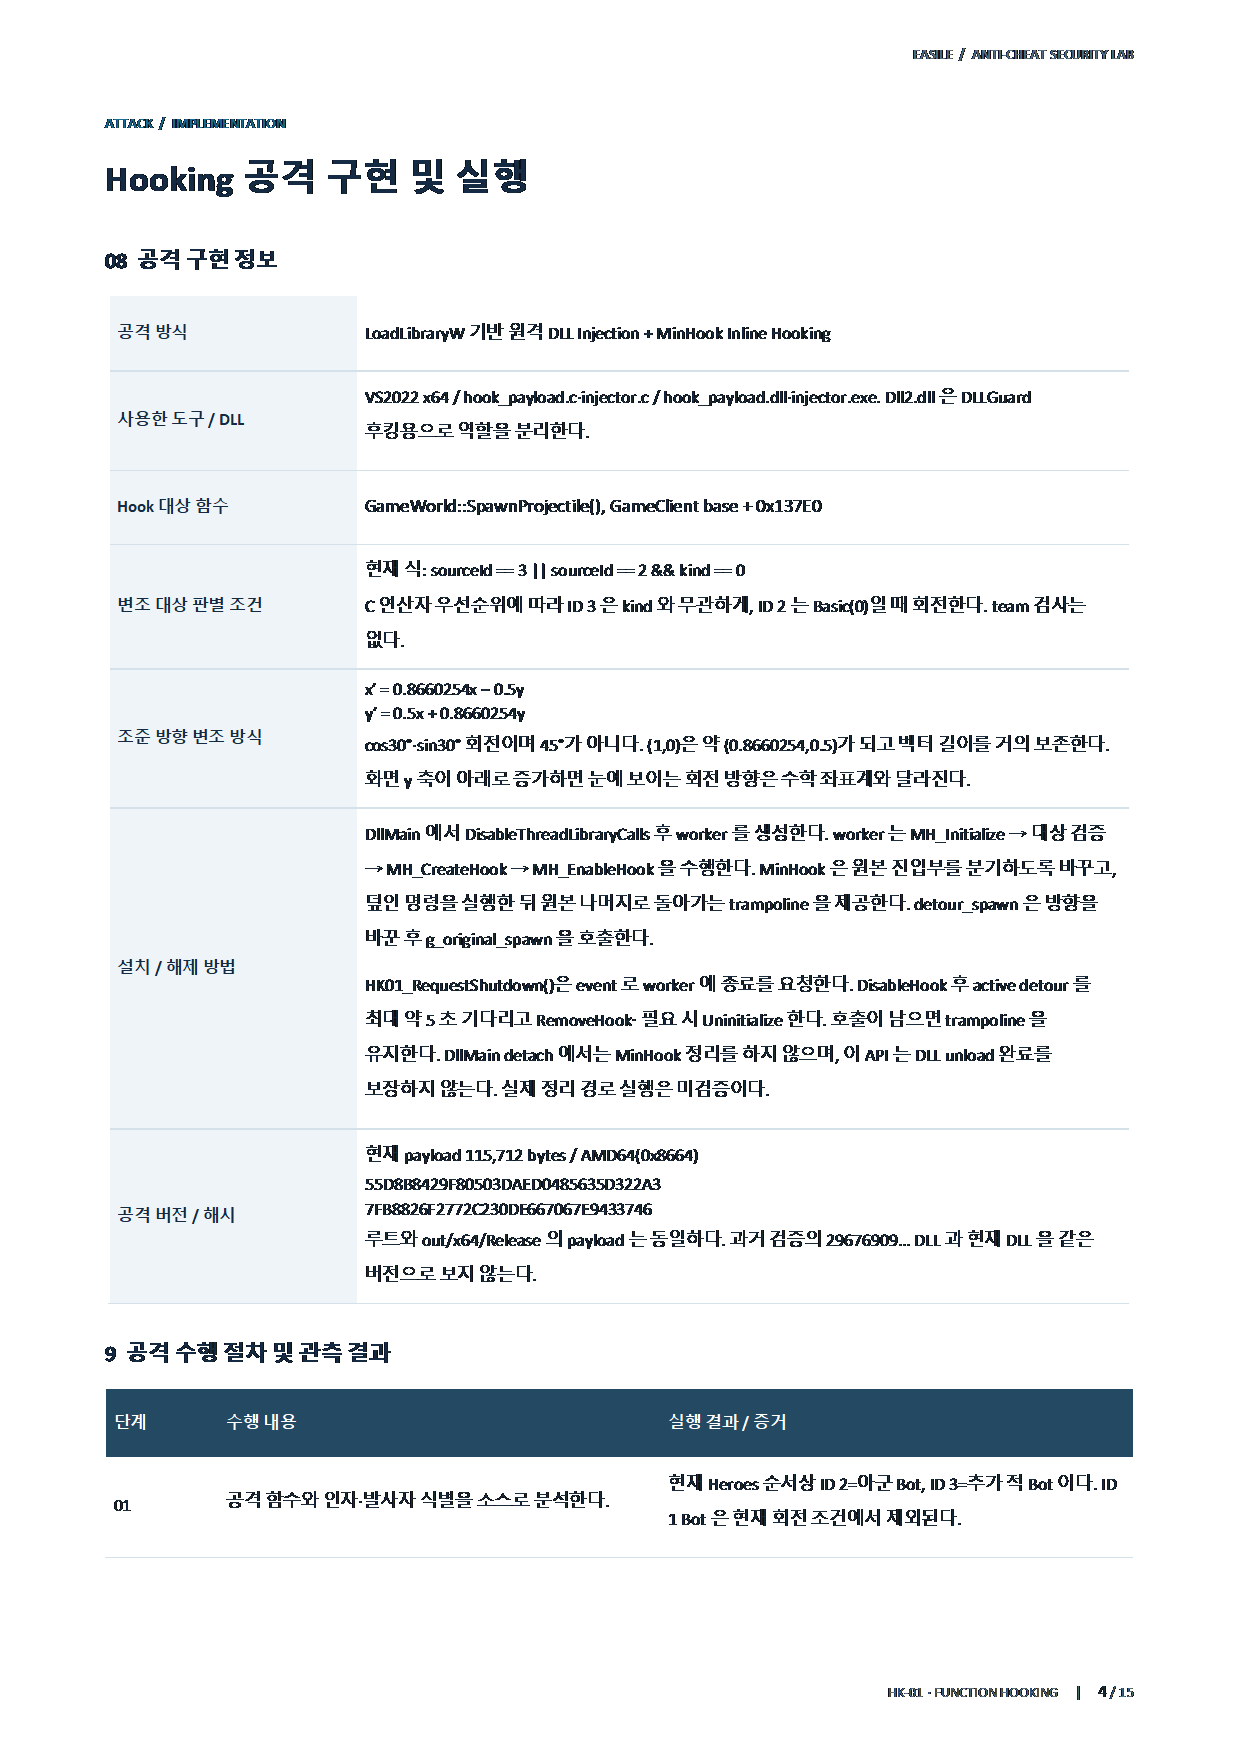 EASILE / ANTI-CHEAT SECURITY LAB
ATTACK / IMPLEMENTATION
Hooking 공격 구현 및 실행
08 공격 구현 정보
공격 방식
LoadLibraryW 기반 원격 DLL Injection + MinHook Inline Hooking
사용한 도구 / DLL
VS2022 x64 / hook_payload.c·injector.c / hook_payload.dll·injector.exe. Dll2.dll 은 DLLGuard
후킹용으로 역할을 분리한다.
Hook 대상 함수
GameWorld::SpawnProjectile(), GameClient base + 0x137E0
변조 대상 판별 조건
현재 식: sourceId == 3 || sourceId == 2 && kind == 0
C 연산자 우선순위에 따라 ID 3 은 kind 와 무관하게, ID 2 는 Basic(0)일 때 회전한다. team 검사는
없다.
조준 방향 변조 방식
x′ = 0.8660254x − 0.5y
y′ = 0.5x + 0.8660254y
cos30°·sin30° 회전이며 45°가 아니다. (1,0)은 약 (0.8660254,0.5)가 되고 벡터 길이를 거의 보존한다.
화면 y 축이 아래로 증가하면 눈에 보이는 회전 방향은 수학 좌표계와 달라진다.
설치 / 해제 방법
DllMain 에서 DisableThreadLibraryCalls 후 worker 를 생성한다. worker 는 MH_Initialize → 대상 검증
→ MH_CreateHook → MH_EnableHook 을 수행한다. MinHook 은 원본 진입부를 분기하도록 바꾸고,
덮인 명령을 실행한 뒤 원본 나머지로 돌아가는 trampoline 을 제공한다. detour_spawn 은 방향을
바꾼 후 g_original_spawn 을 호출한다.
HK01_RequestShutdown()은 event 로 worker 에 종료를 요청한다. DisableHook 후 active detour 를
최대 약 5 초 기다리고 RemoveHook· 필요 시 Uninitialize 한다. 호출이 남으면 trampoline 을
유지한다. DllMain detach 에서는 MinHook 정리를 하지 않으며, 이 API 는 DLL unload 완료를
보장하지 않는다. 실제 정리 경로 실행은 미검증이다.
공격 버전 / 해시
현재 payload 115,712 bytes / AMD64(0x8664)
55D8B8429F80503DAED0485635D322A3
7FB8826F2772C230DE667067E9433746
루트와 out/x64/Release 의 payload 는 동일하다. 과거 검증의 29676909... DLL 과 현재 DLL 을 같은
버전으로 보지 않는다.
9 공격 수행 절차 및 관측 결과
단계 수행 내용 실행 결과 / 증거
01 공격 함수와 인자·발사자 식별을 소스로 분석한다.
현재 Heroes 순서상 ID 2=아군 Bot, ID 3=추가 적 Bot 이다. ID
1 Bot 은 현재 회전 조건에서 제외된다.
HK-01 · FUNCTION HOOKING | 4 / 15